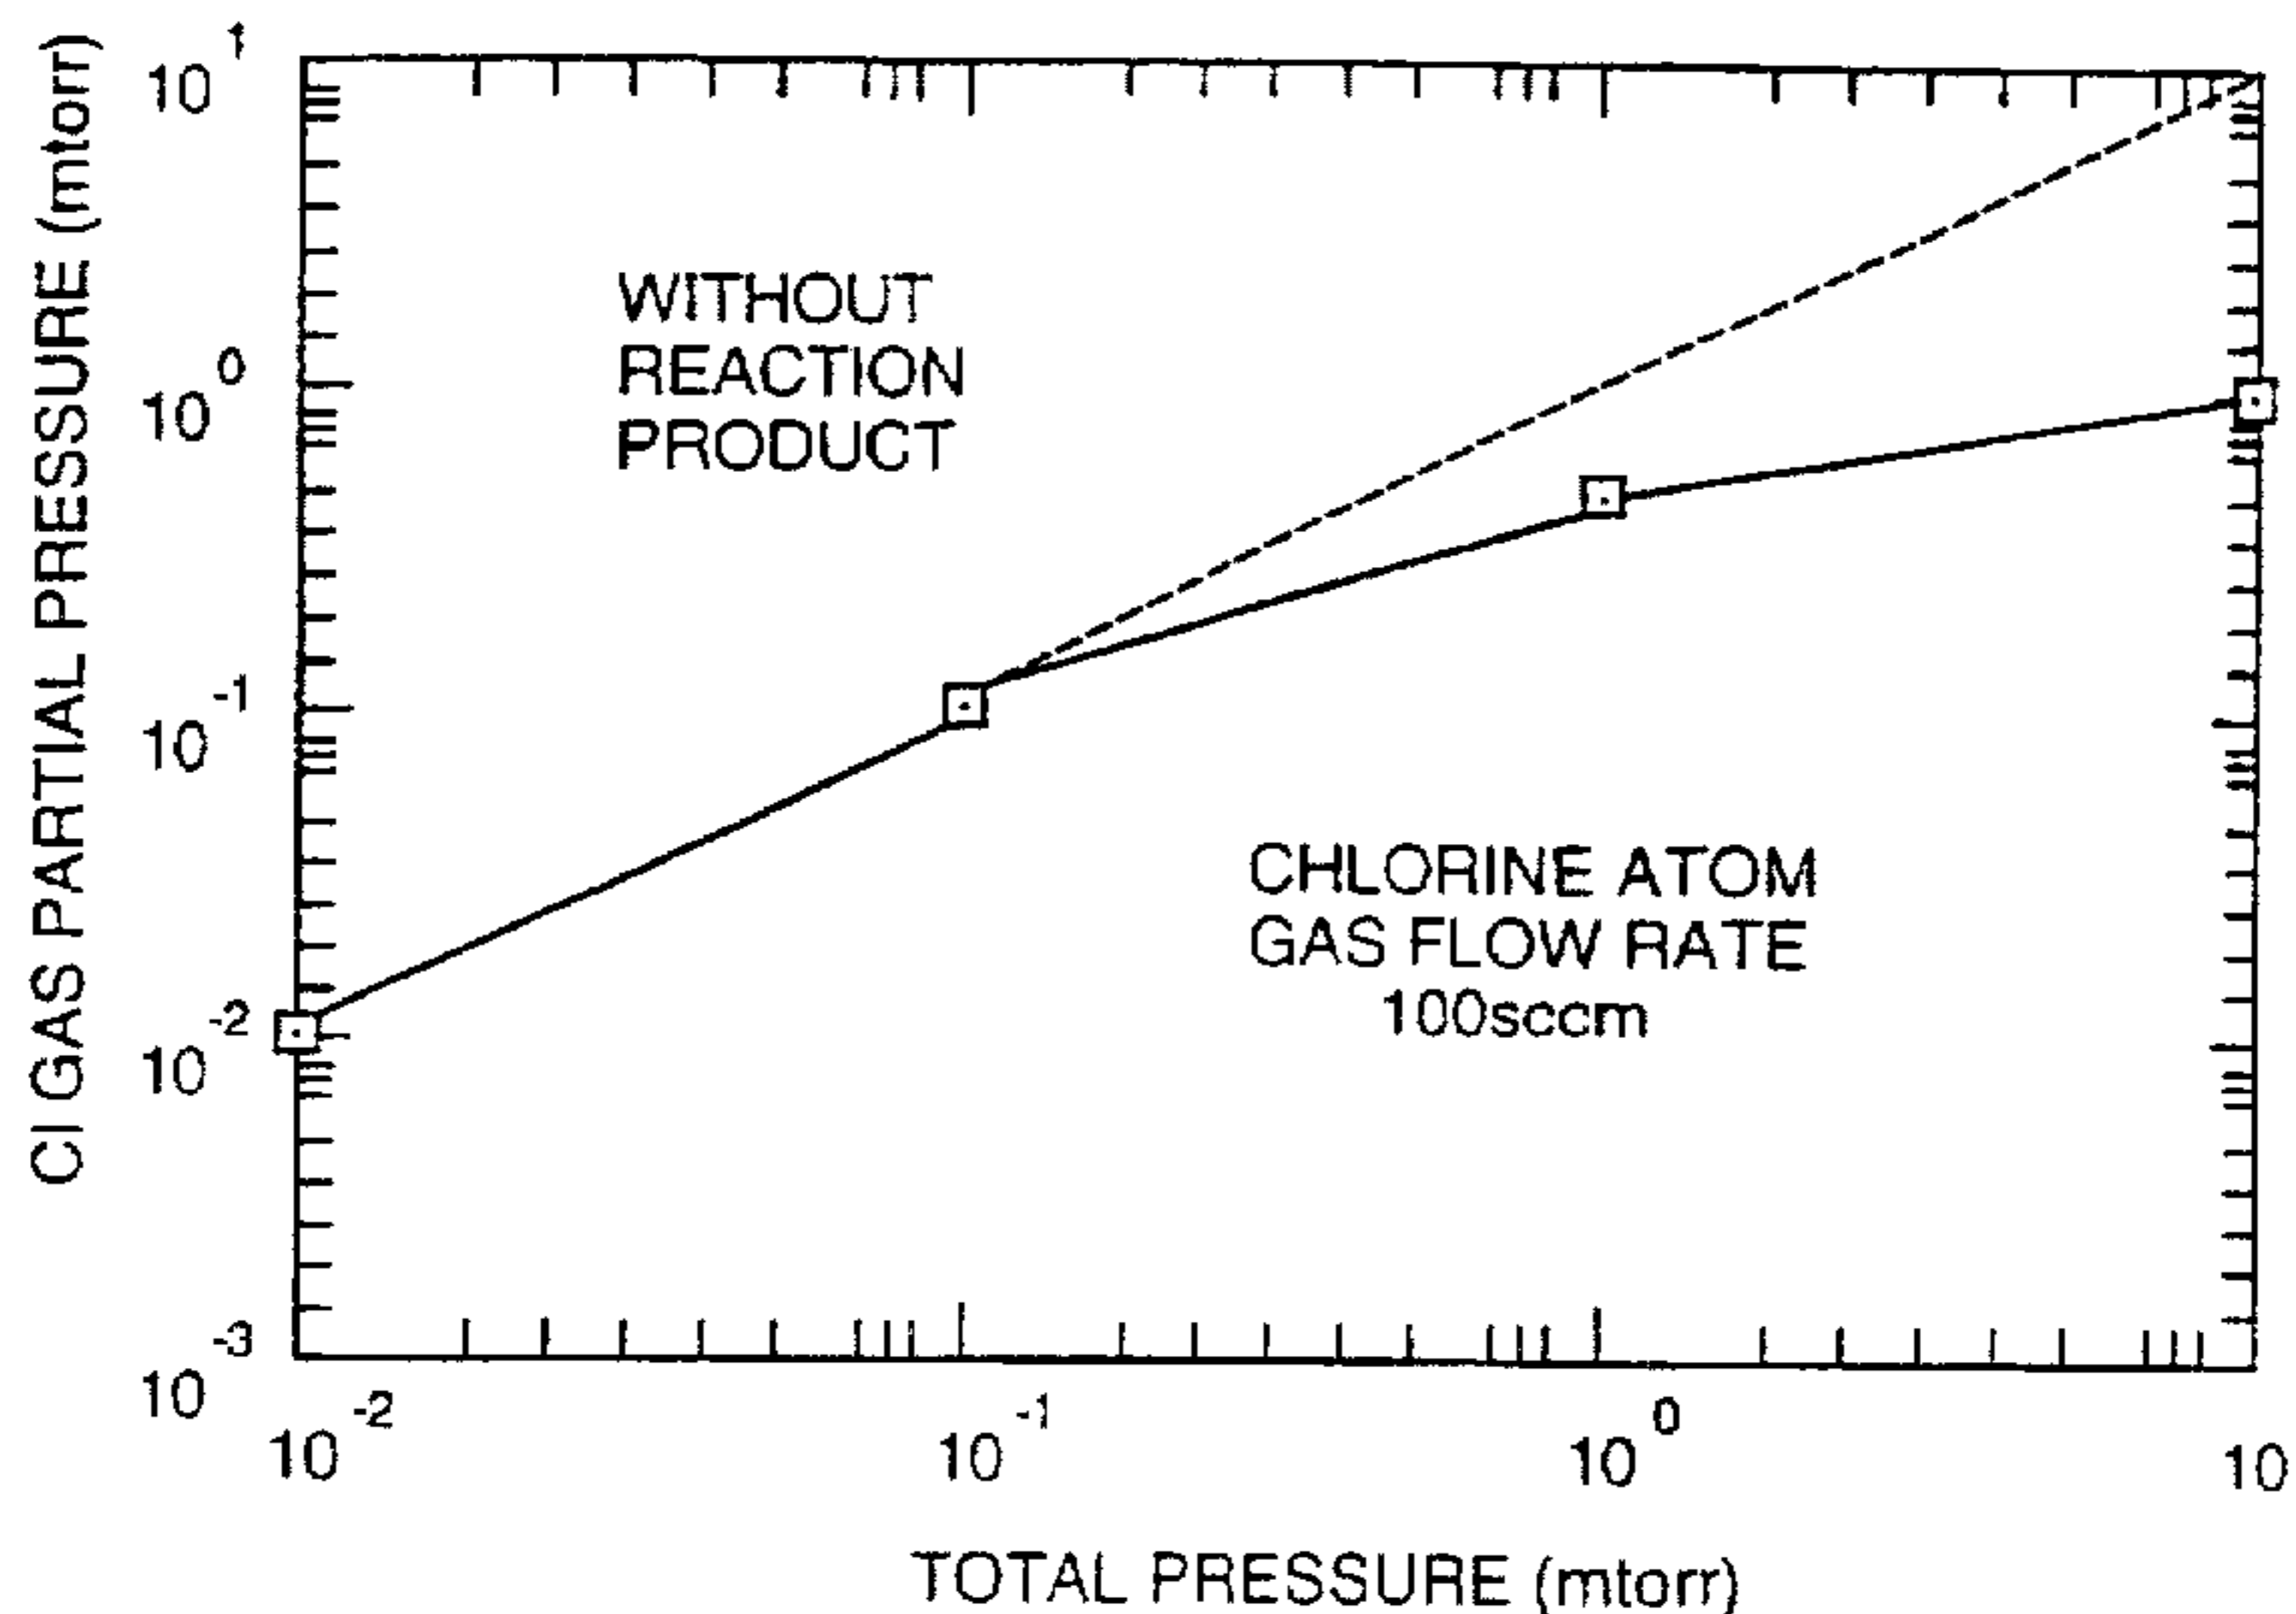 CI GAS PARTIAL PRESSURE (mtorr)
10^1
10^0
10^-1
10^-2
10^-3
WITHOUT
REACTION
PRODUCT
CHLORINE ATOM
GAS FLOW RATE
100sccm
10^-2
10^-1
10^0
10
TOTAL PRESSURE (mtorr)